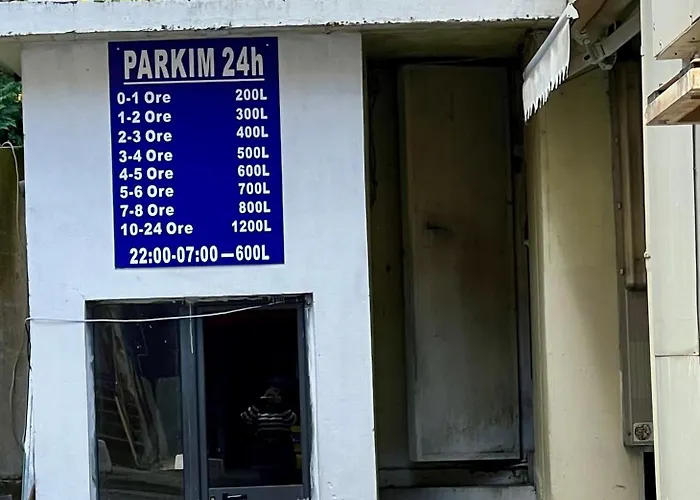 PARKIM 24h
0-1 Ore 200L
1-2 Ore 300L
2-3 Ore 400L
3-4 Ore 500L
4-5 Ore 600L
5-6 Ore 700L
7-8 Ore 800L
10-24 Ore 1200L
22:00-07:00—600L